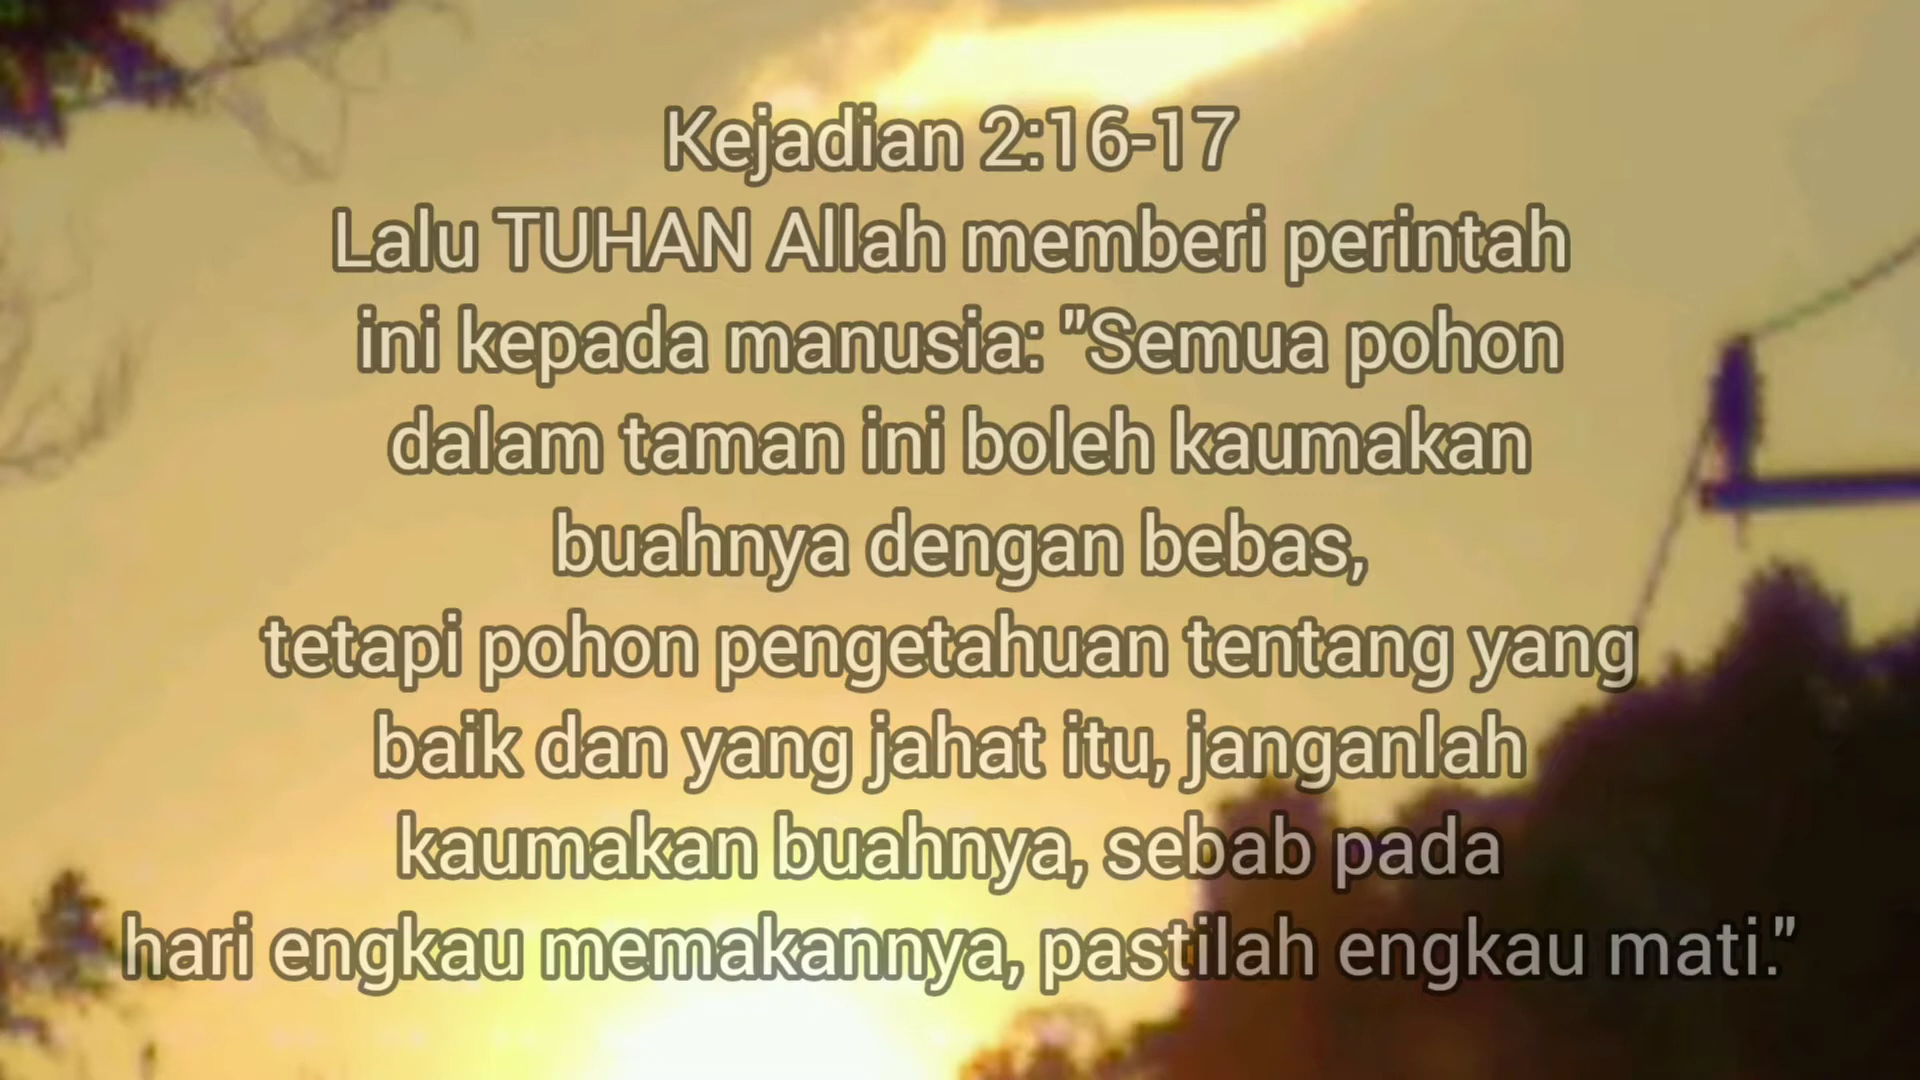 Kejadian 2:16-17
Lalu TUHAN Allah memberi perintah
ini kepada manusia: "Semua pohon
dalam taman ini boleh kaumakan
buahnya dengan bebas,
tetapi pohon pengetahuan tentang yang
baik dan yang jahat itu, janganlah
kaumakan buahnya, sebab pada
hari engkau memakannya, pastilah engkau mati."